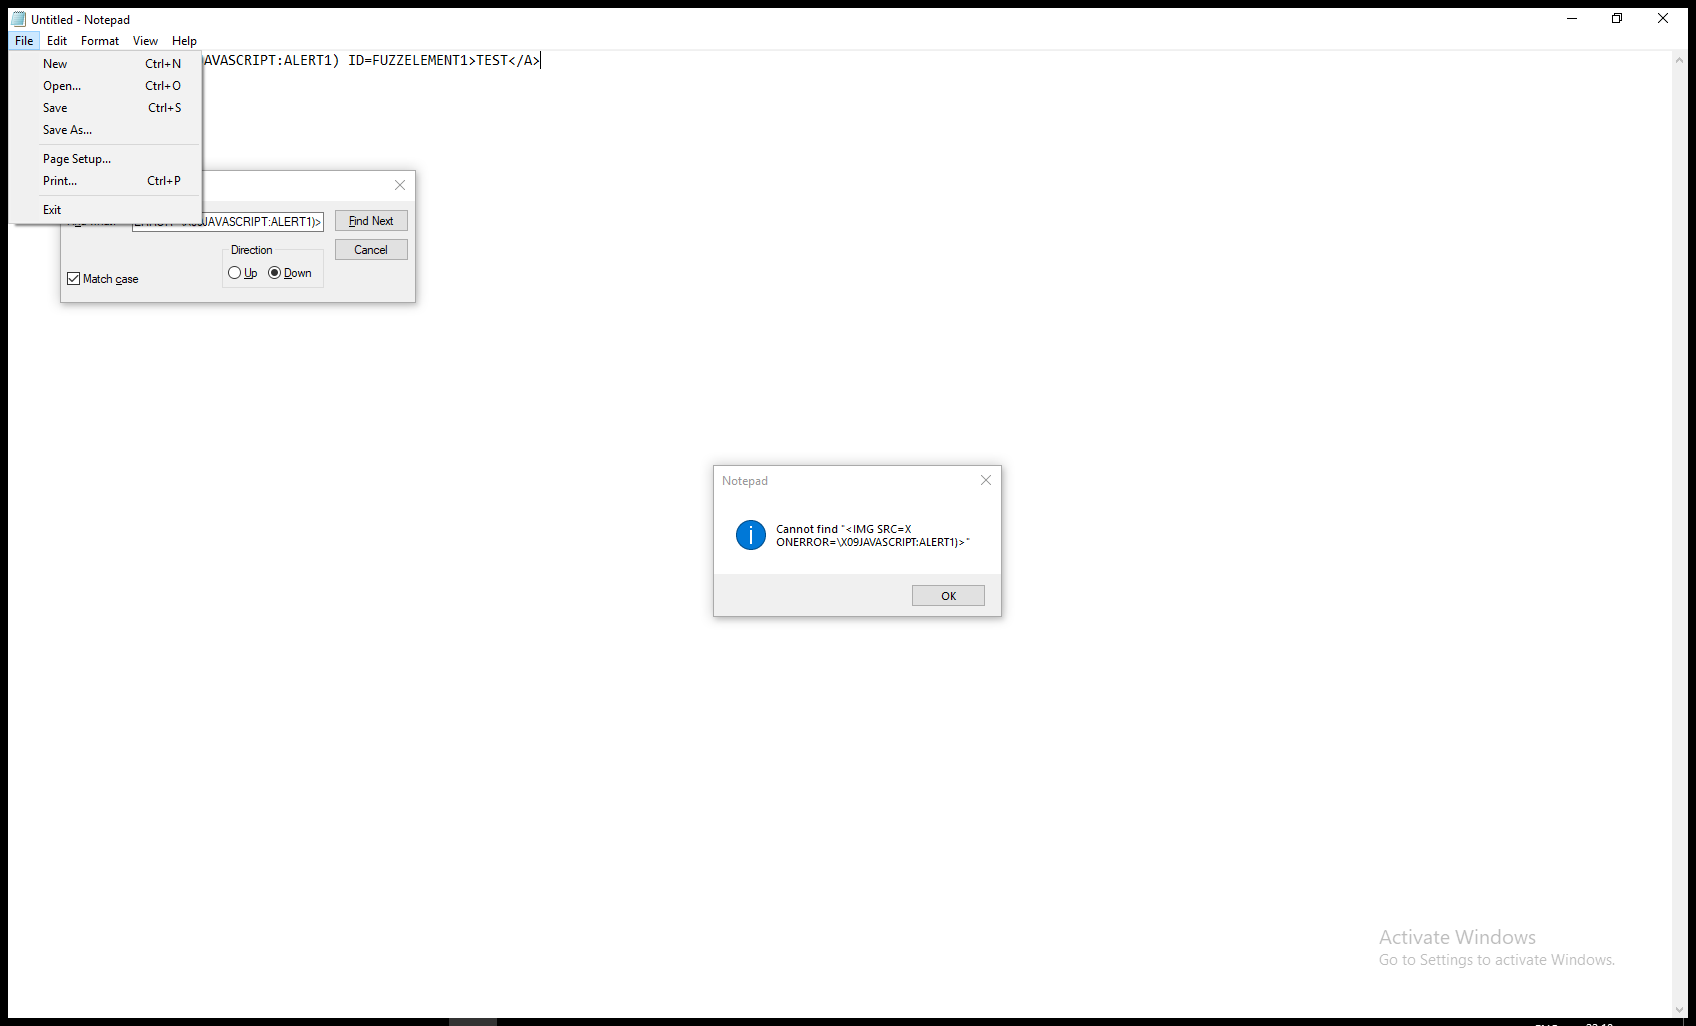 Untitled - Notepad
File Edit Format View Help
AVASCRIPT:ALERT1) ID=FUZZELEMENT1>TEST</A>
New Ctrl+N
Open... Ctrl+O
Save Ctrl+S
Save As...
Page Setup...
Print... Ctrl+P
Exit
JAVASCRIPT:ALERT1)>
Find Next
Direction
Cancel
Up Down
Match case
Notepad
Cannot find "<IMG SRC=X
ONERROR=\X09JAVASCRIPT:ALERT1)>"
OK
Activate Windows
Go to Settings to activate Windows.